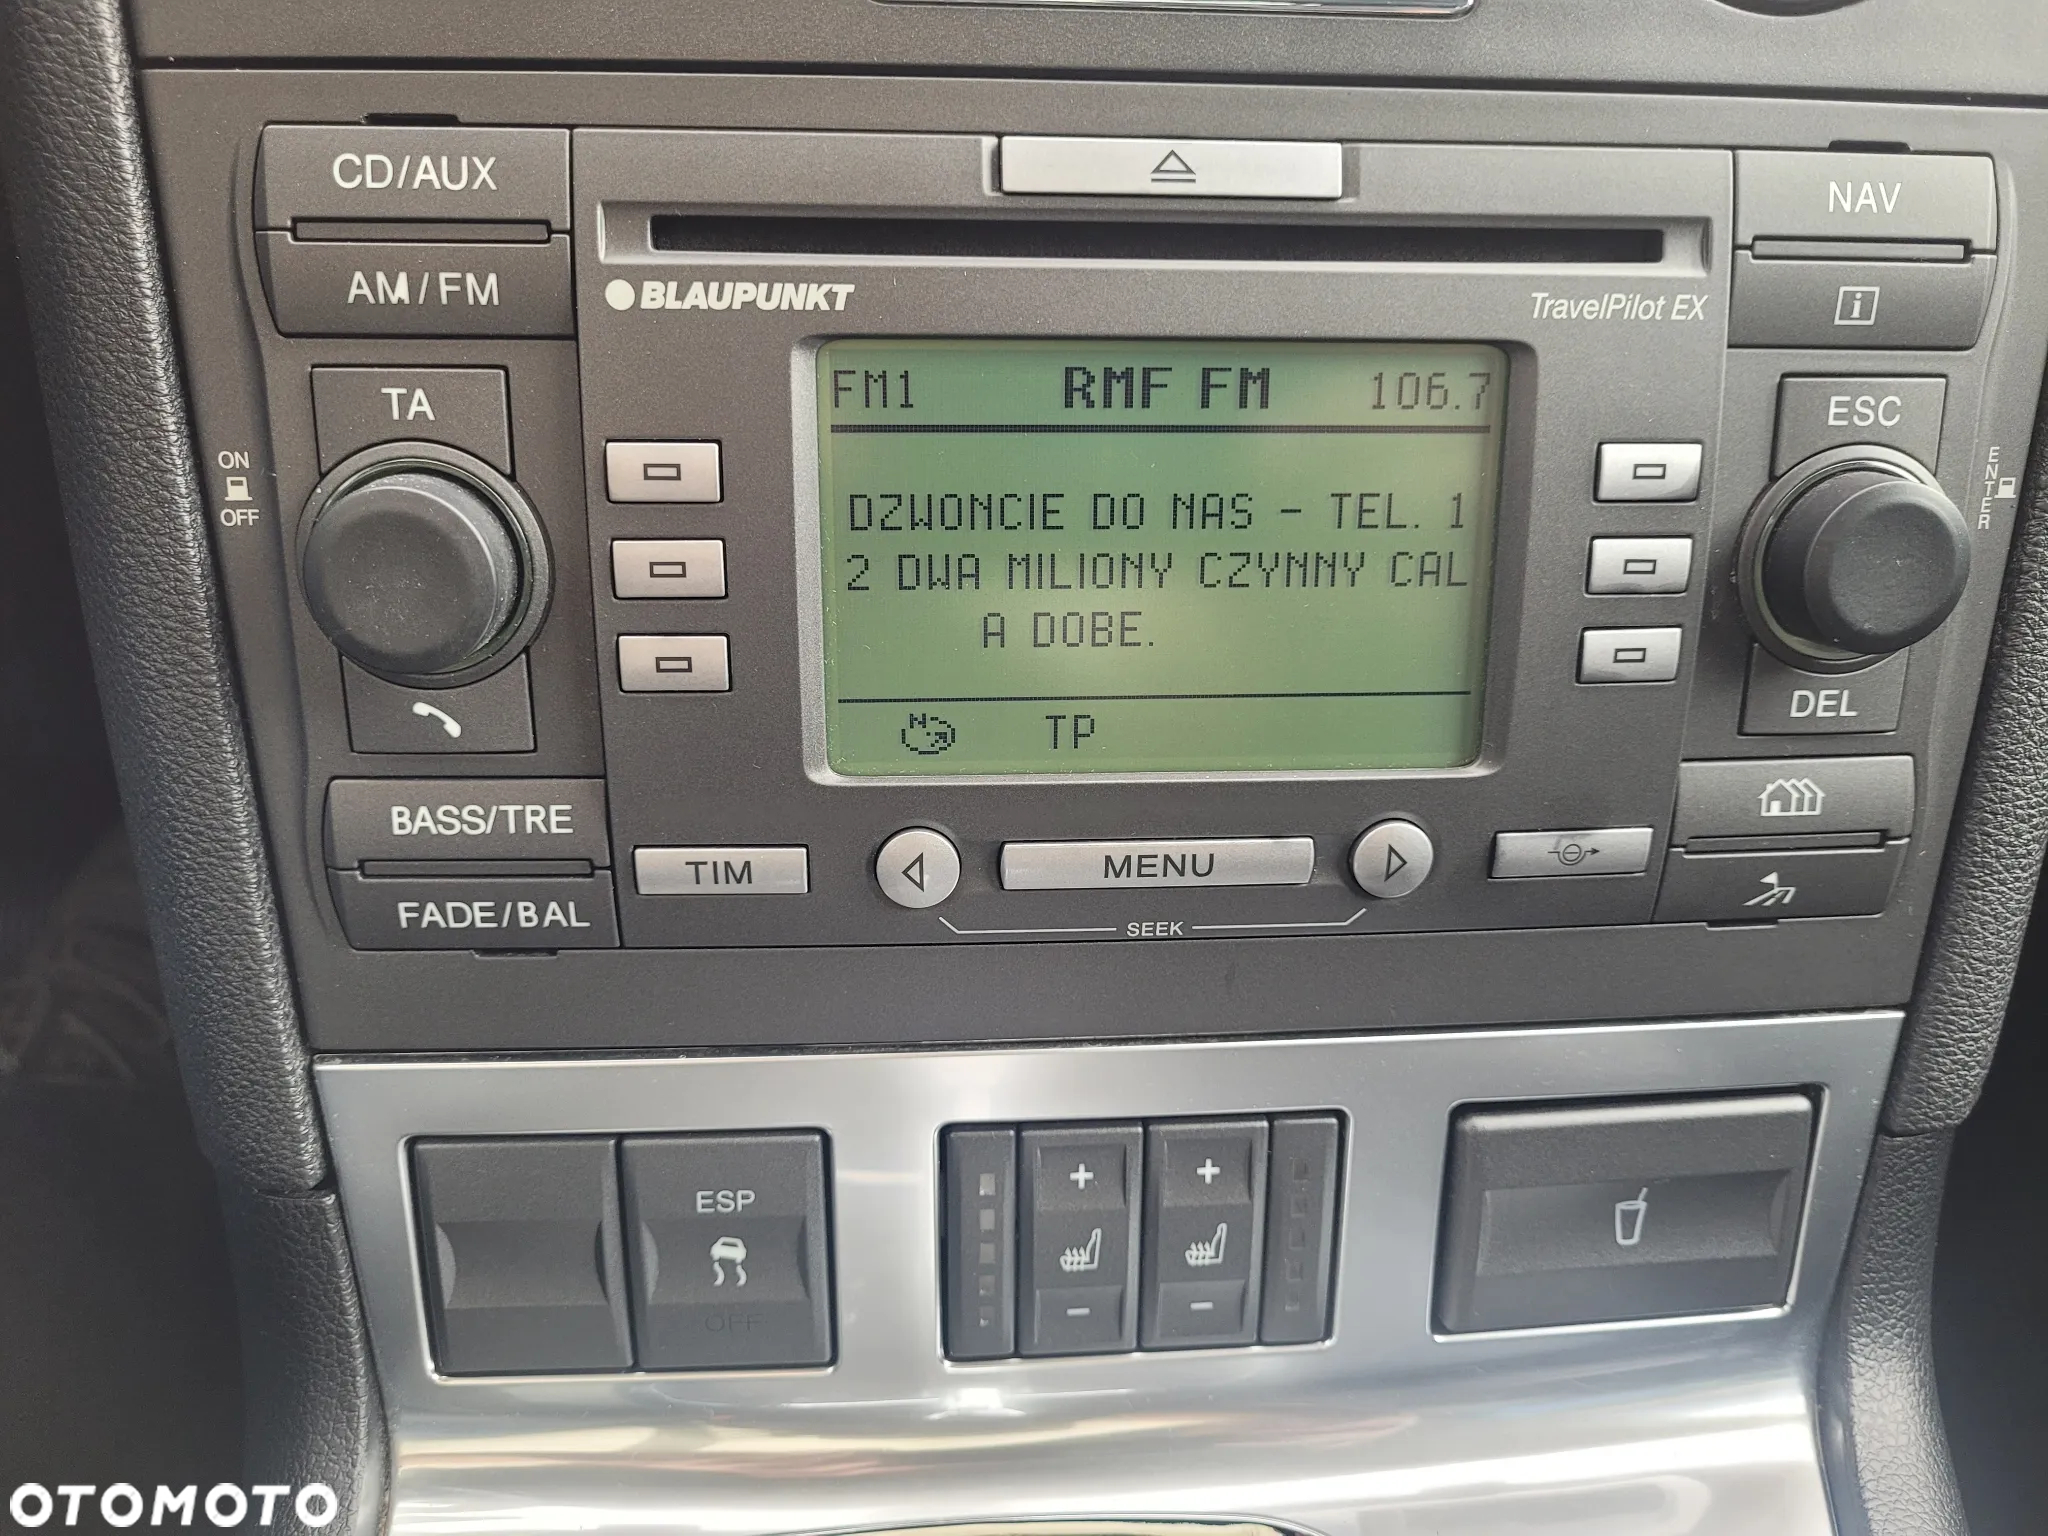 CD/AUX
NAV
AM/FM
BLAUPUNKT
TravelPilot EX
TA
ESC
ON
OFF
ENTER
FM1 RMF FM 106.7
DZWONCIE DO NAS - TEL. 1
2 DWA MILIONY CZYNNY CAL
A DOBE.
N TP
DEL
BASS/TRE
FADE/BAL
TIM
MENU
SEEK
ESP
OFF
+ +
- -
OTOMOTO